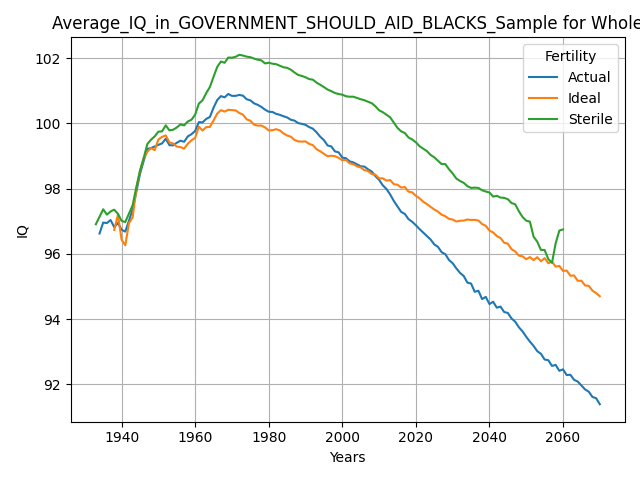 Average_IQ_in_GOVERNMENT_SHOULD_AID_BLACKS_Sample for Whole
Fertility
Actual
Ideal
Sterile
IQ
102
100
98
96
94
92
1940 1960 1980 2000 2020 2040 2060
Years